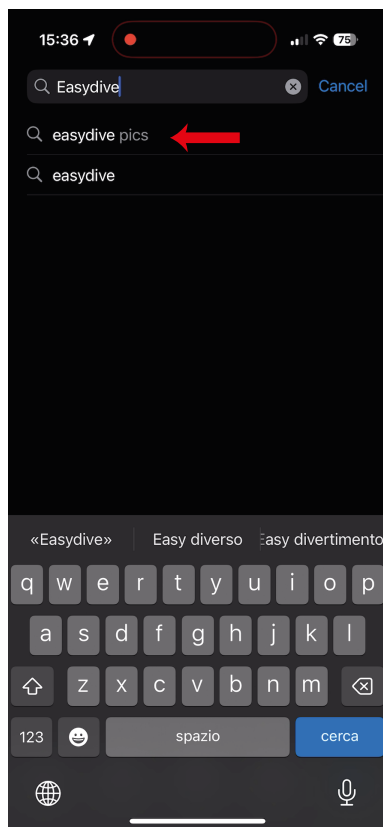 15:36 75
Easydive Cancel
easydive pics
easydive
«Easydive» Easy diverso Easy divertimento
q w e r t y u i o p
a s d f g h j k l
z x c v b n m
123 spazio cerca